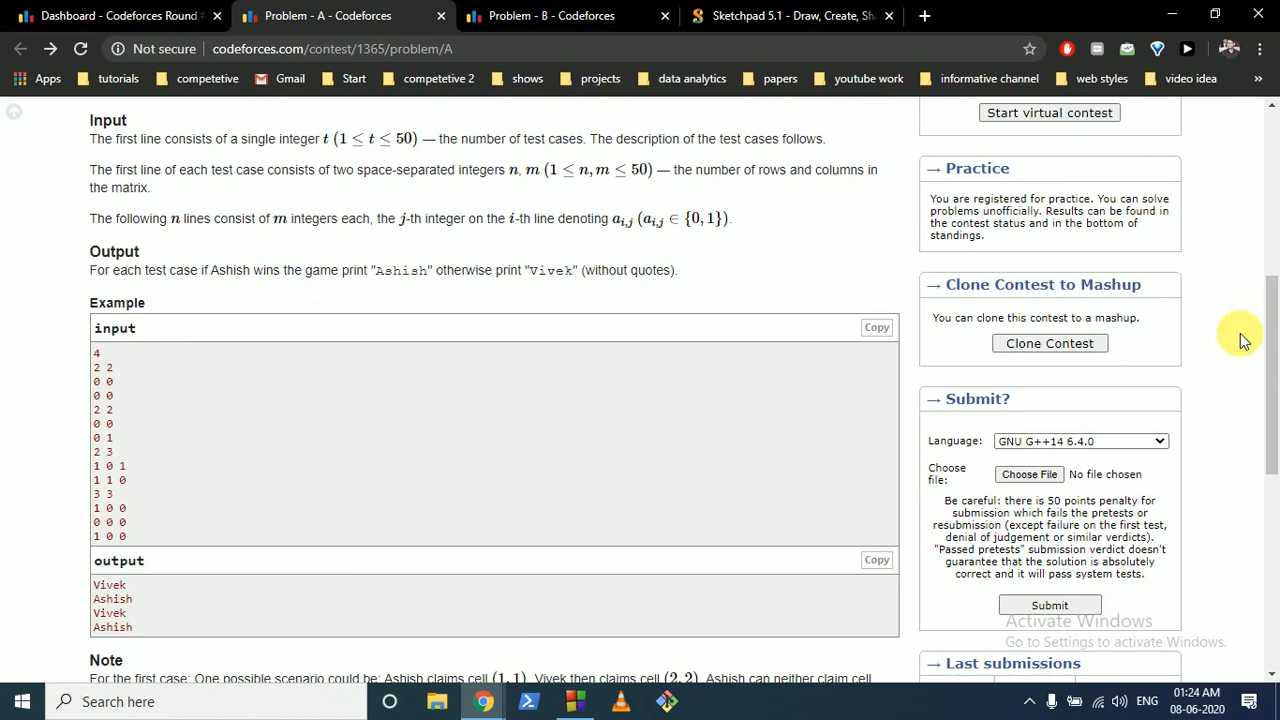 Dashboard - Codeforces Round
Problem - A - Codeforces
Problem - B - Codeforces
Sketchpad 5.1 - Draw, Create, Sha
Not secure
codeforces.com/contest/1365/problem/A
Apps
tutorials
competetive
Gmail
Start
competetive 2
shows
projects
data analytics
papers
youtube work
informative channel
web styles
video idea
»
Input
The first line consists of a single integer t (1 ≤ t ≤ 50) — the number of test cases. The description of the test cases follows.
The first line of each test case consists of two space-separated integers n, m (1 ≤ n, m ≤ 50) — the number of rows and columns in
the matrix.
The following n lines consist of m integers each, the j-th integer on the i-th line denoting a_{i,j} (a_{i,j} ∈ {0, 1}).
Output
For each test case if Ashish wins the game print "Ashish" otherwise print "Vivek" (without quotes).
Example
input
Copy
4
2 2
0 0
0 0
2 2
0 0
0 1
2 3
1 0 1
1 1 0
3 3
1 0 0
0 0 0
1 0 0
output
Copy
Vivek
Ashish
Vivek
Ashish
Note
For the first case: One possible scenario could be: Ashish claims cell (1, 1), Vivek then claims cell (2, 2). Ashish can neither claim cell
Start virtual contest
→ Practice
You are registered for practice. You can solve
problems unofficially. Results can be found in
the contest status and in the bottom of
standings.
→ Clone Contest to Mashup
You can clone this contest to a mashup.
Clone Contest
→ Submit?
Language:
GNU G++14 6.4.0
Choose
file:
Choose File
No file chosen
Be careful: there is 50 points penalty for
submission which fails the pretests or
resubmission (except failure on the first test,
denial of judgement or similar verdicts).
"Passed pretests" submission verdict doesn't
guarantee that the solution is absolutely
correct and it will pass system tests.
Submit
Activate Windows
Go to Settings to activate Windows.
→ Last submissions
Search here
ENG
01:24 AM
08-06-2020